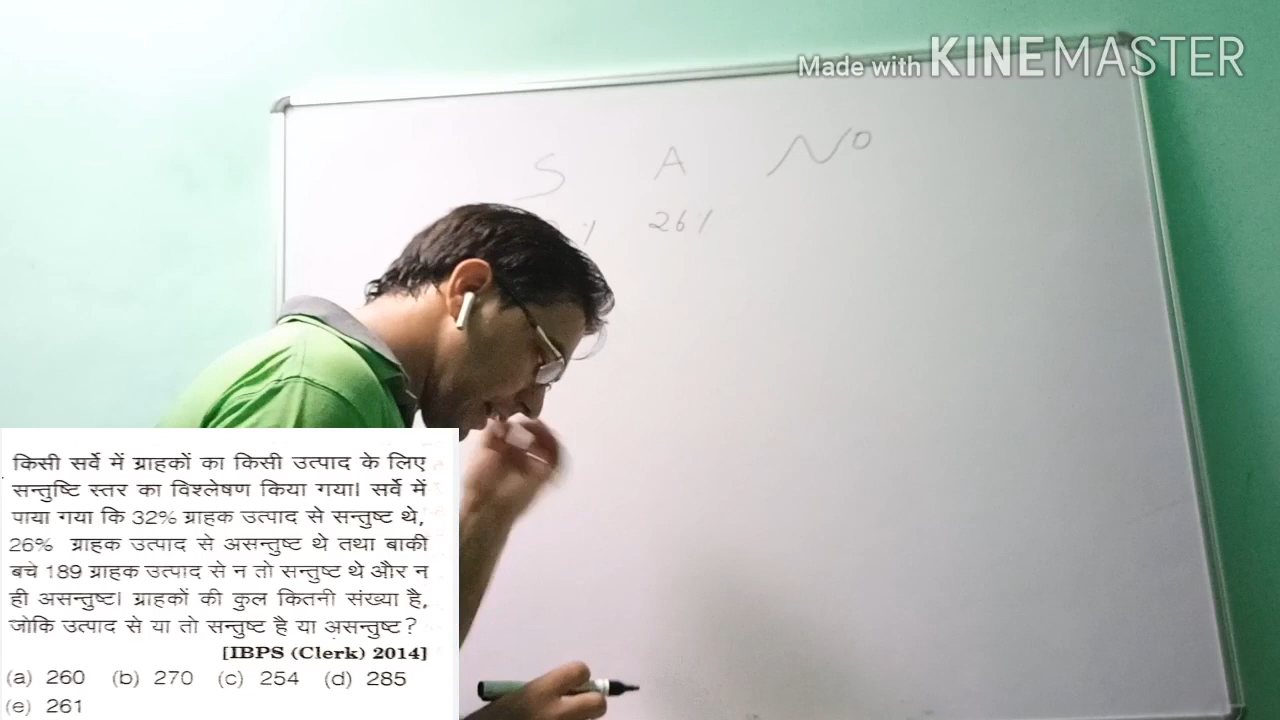 Made with KINEMASTER
S A No
26%
किसी सर्वे में ग्राहकों का किसी उत्पाद के लिए
सन्तुष्टि स्तर का विश्लेषण किया गया। सर्वे में
पाया गया कि 32% ग्राहक उत्पाद से सन्तुष्ट थे,
26% ग्राहक उत्पाद से असन्तुष्ट थे तथा बाकी
बचे 189 ग्राहक उत्पाद से न तो सन्तुष्ट थे और न
ही असन्तुष्ट। ग्राहकों की कुल कितनी संख्या है,
जोकि उत्पाद से या तो सन्तुष्ट है या असन्तुष्ट?
[IBPS (Clerk) 2014]
(a) 260 (b) 270 (c) 254 (d) 285
(e) 261